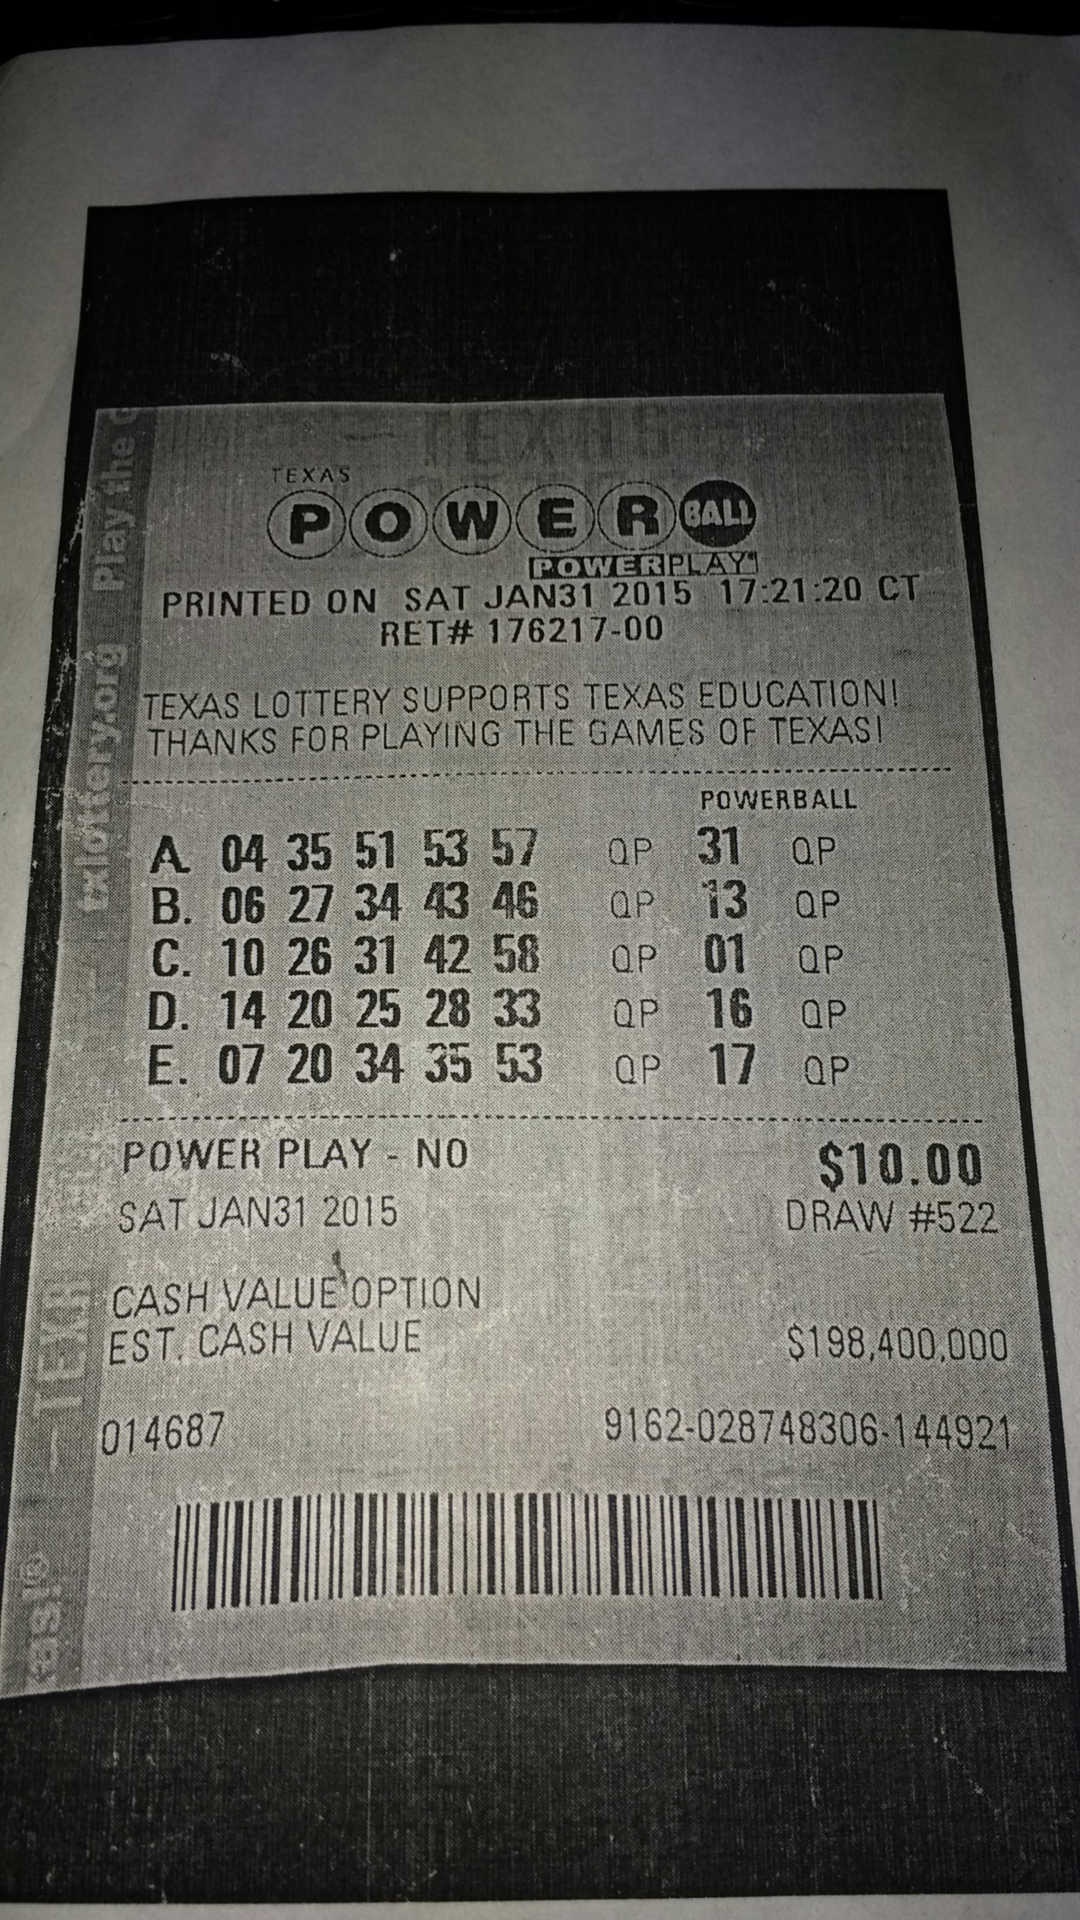 TEXAS
TEXAS
POWERBALL
POWERPLAY
PRINTED ON SAT JAN31 2015 17:21:20 CT
RET# 176217-00
TEXAS LOTTERY SUPPORTS TEXAS EDUCATION!
THANKS FOR PLAYING THE GAMES OF TEXAS!
POWERBALL
A. 04 35 51 53 57 QP 31 QP
B. 06 27 34 43 46 QP 13 QP
C. 10 26 31 42 58 QP 01 QP
D. 14 20 25 28 33 QP 16 QP
E. 07 20 34 35 53 QP 17 QP
POWER PLAY - NO $10.00
SAT JAN31 2015 DRAW #522
CASH VALUE OPTION
EST. CASH VALUE $198,400,000
014687 9162-028748306-144921
txlottery.org Play the